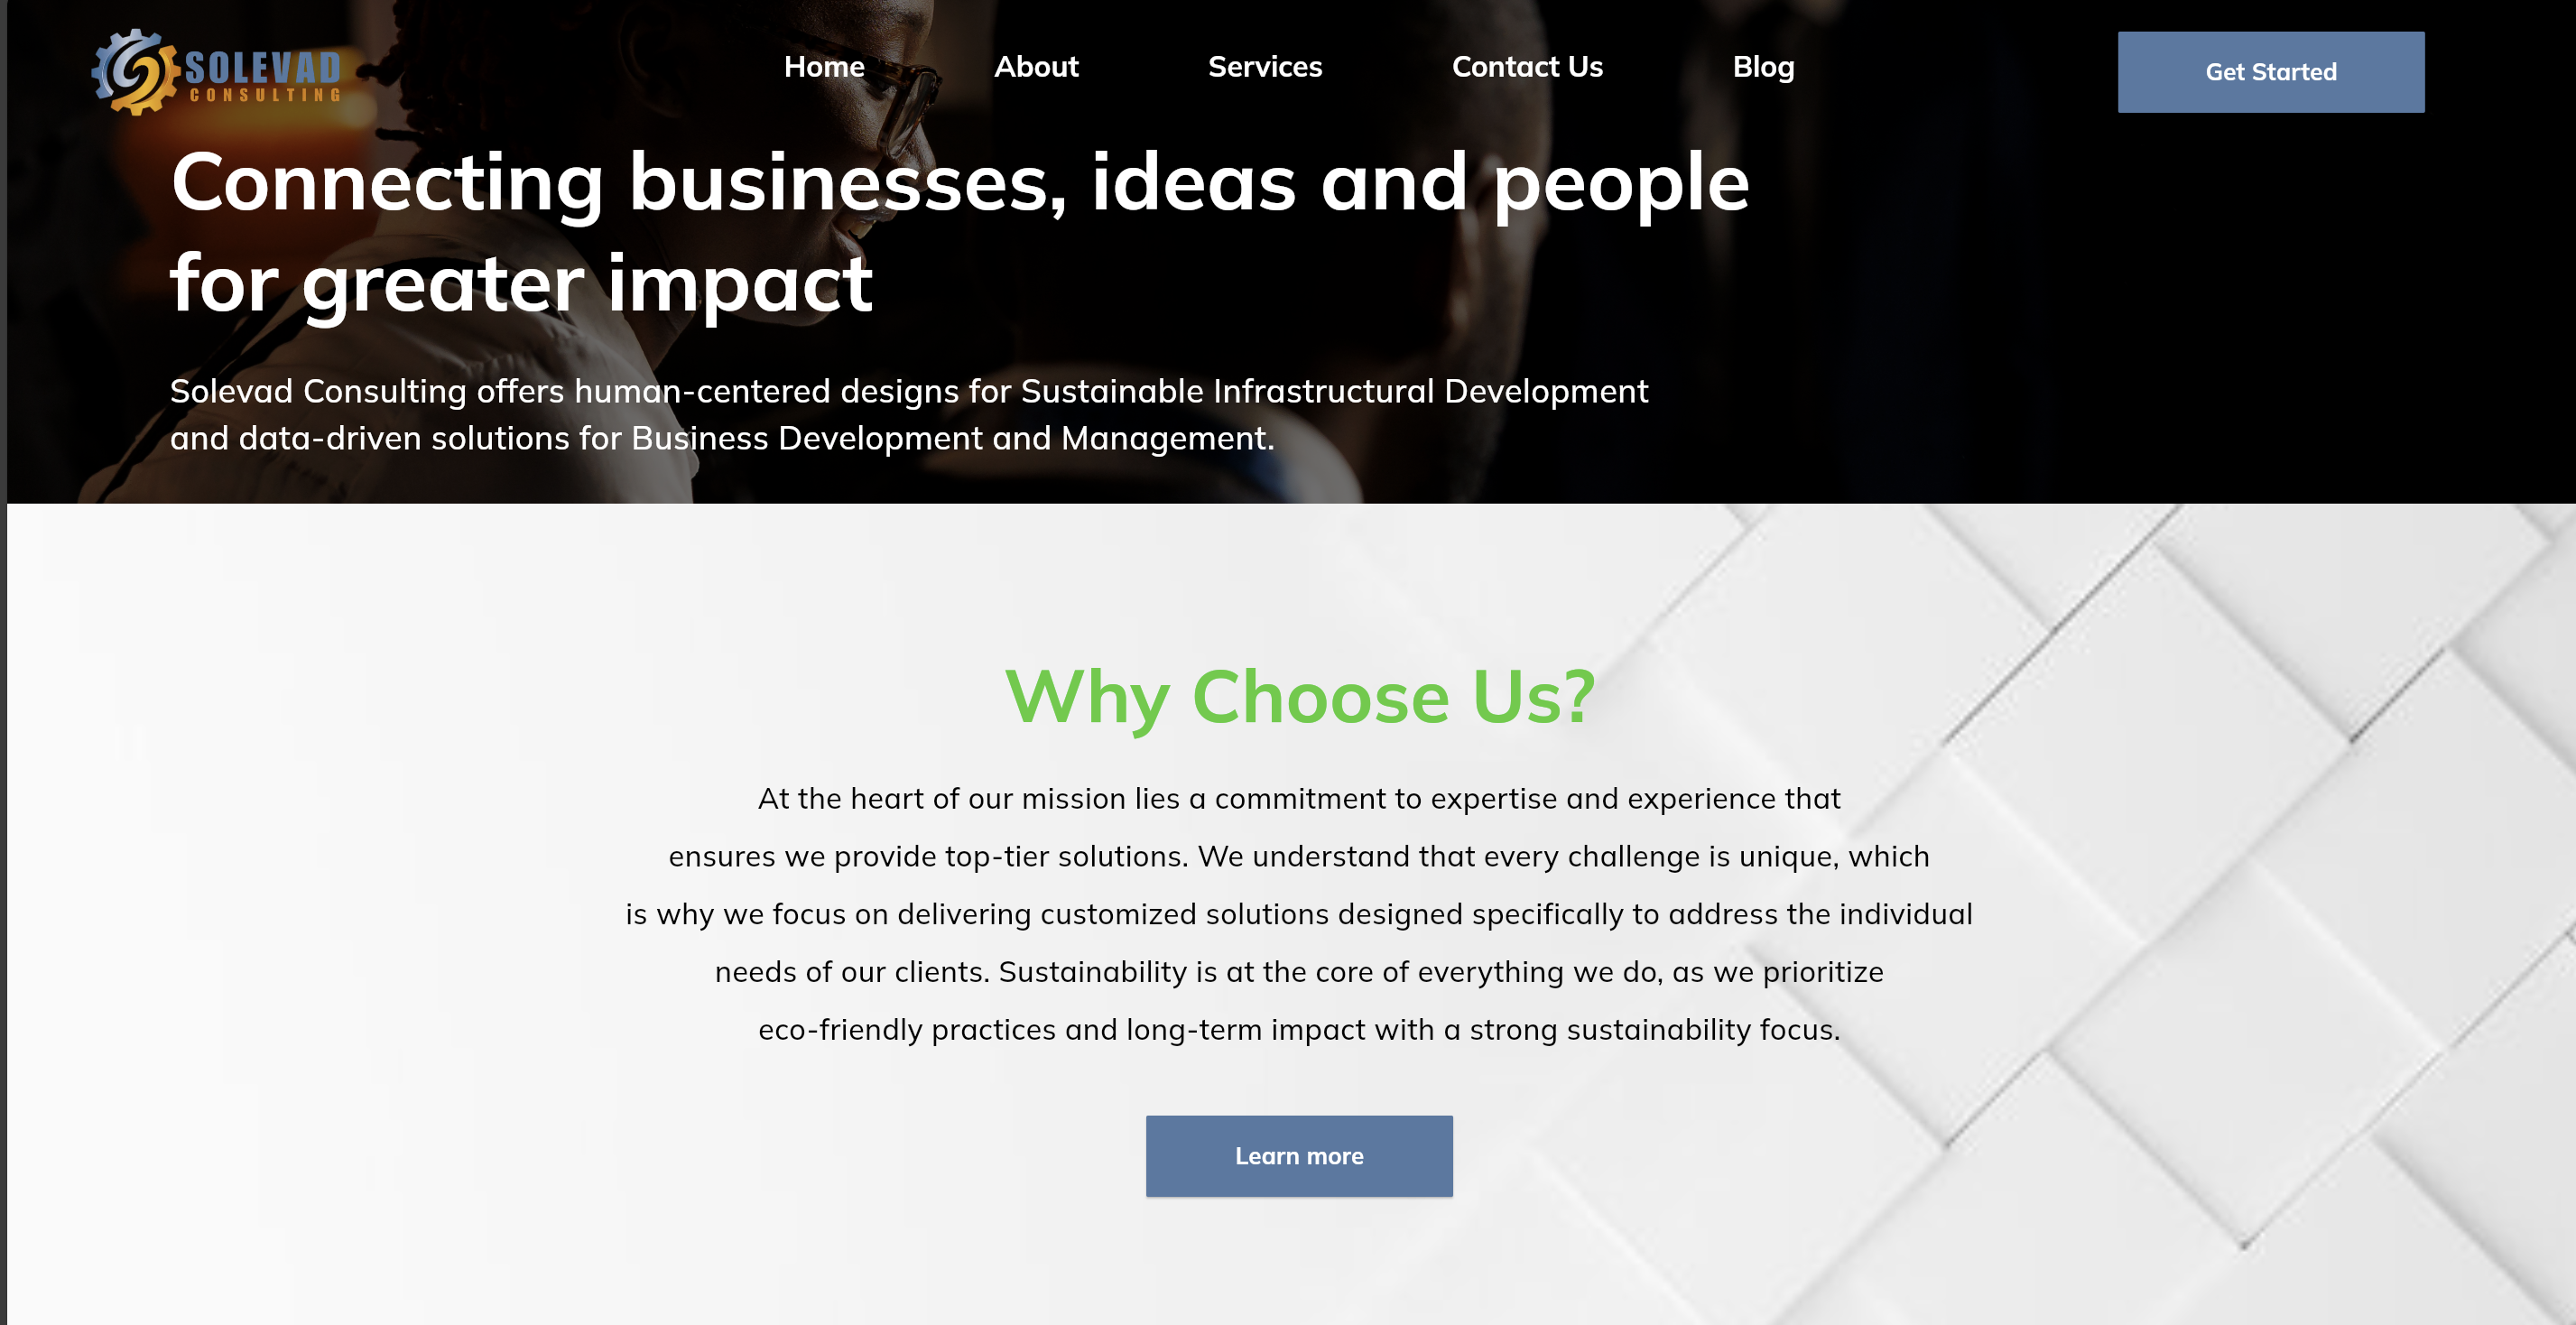 SOLEVAD
CONSULTING
Home About Services Contact Us Blog Get Started
Connecting businesses, ideas and people
for greater impact
Solevad Consulting offers human-centered designs for Sustainable Infrastructural Development
and data-driven solutions for Business Development and Management.
Why Choose Us?
At the heart of our mission lies a commitment to expertise and experience that
ensures we provide top-tier solutions. We understand that every challenge is unique, which
is why we focus on delivering customized solutions designed specifically to address the individual
needs of our clients. Sustainability is at the core of everything we do, as we prioritize
eco-friendly practices and long-term impact with a strong sustainability focus.
Learn more